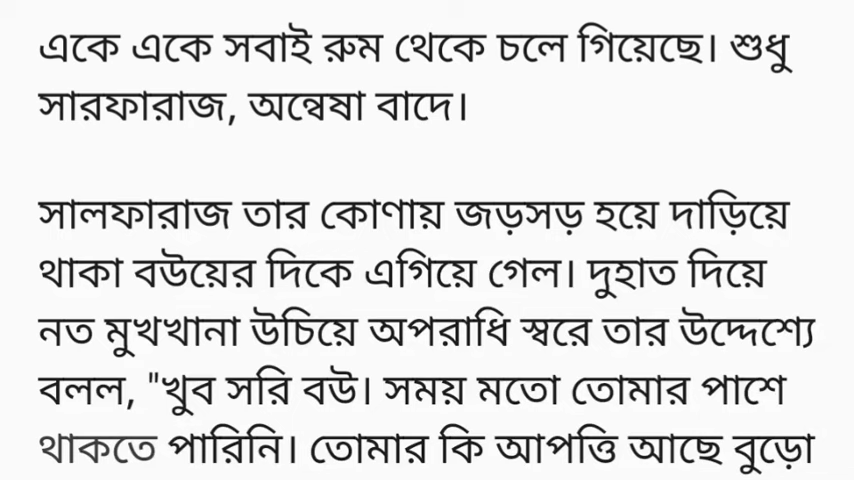 একে একে সবাই রুম থেকে চলে গিয়েছে। শুধু
সারফারাজ, অন্বেষা বাদে।
সালফারাজ তার কোণায় জড়সড় হয়ে দাড়িয়ে
থাকা বউয়ের দিকে এগিয়ে গেল। দুহাত দিয়ে
নত মুখখানা উচিয়ে অপরাধি স্বরে তার উদ্দেশ্যে
বলল, "খুব সরি বউ। সময় মতো তোমার পাশে
থাকতে পারিনি। তোমার কি আপত্তি আছে বুড়ো